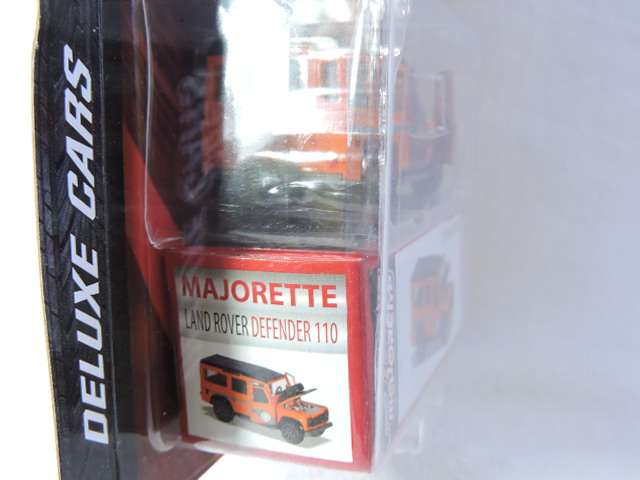 DELUXE CARS
MAJORETTE
LAND ROVER DEFENDER 110